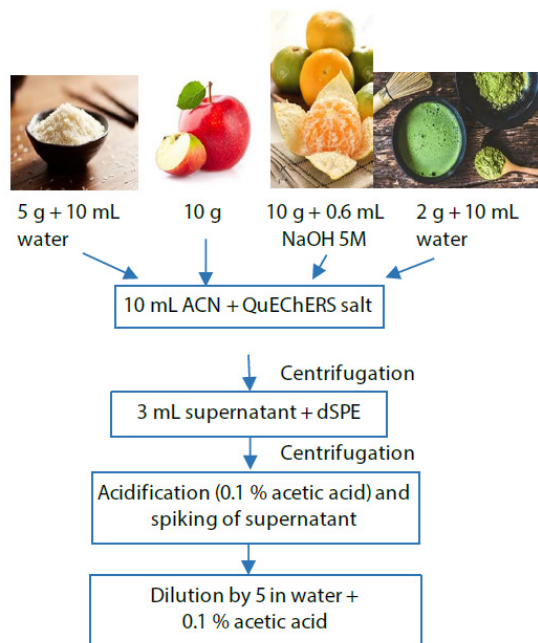 5 g + 10 mL
water
10 g
10 g + 0.6 mL
NaOH 5M
2 g + 10 mL
water
10 mL ACN + QuEChERS salt
Centrifugation
3 mL supernatant + dSPE
Centrifugation
Acidification (0.1 % acetic acid) and
spiking of supernatant
Dilution by 5 in water +
0.1 % acetic acid